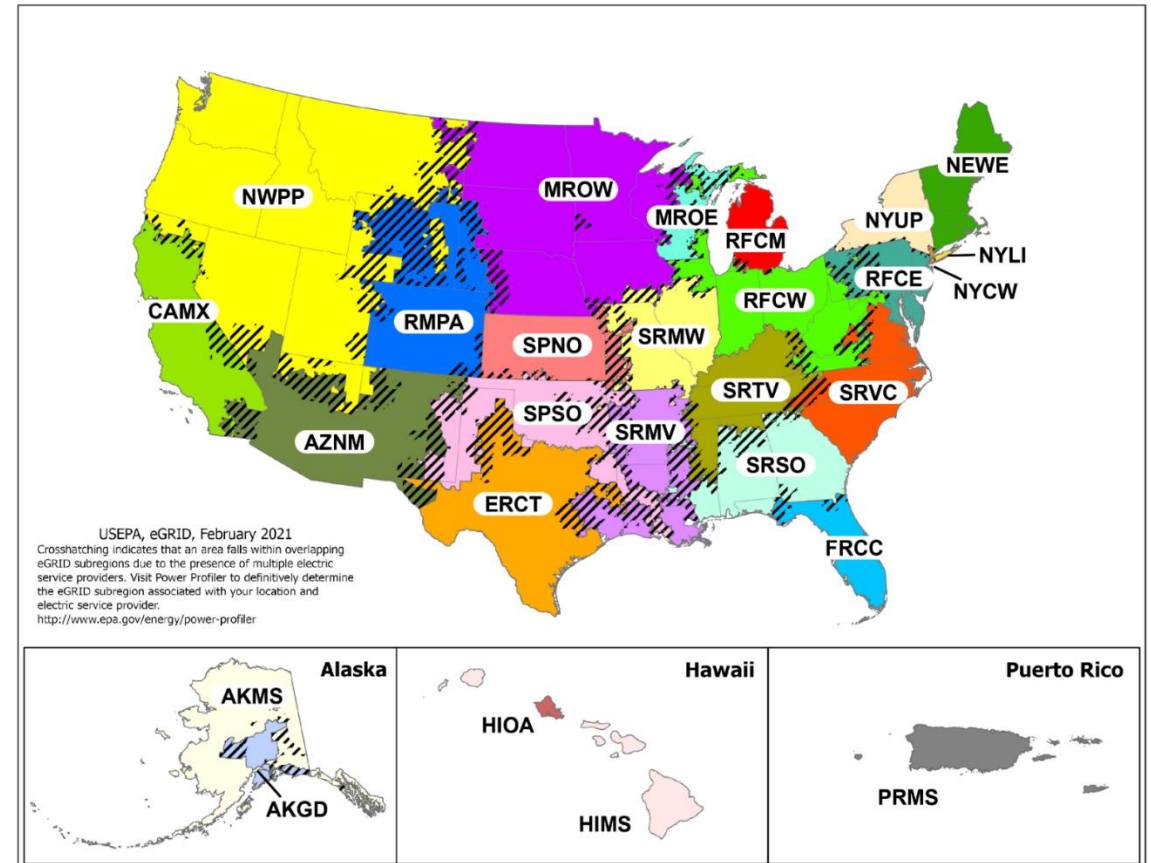 NEWE
NWPP
MROW
MROE
NYUP
RFCM
NYLI
RFCE
NYCW
CAMX
RFCW
RMPA
SRMW
SPNO
SRTV
SRVC
SPSO
SRMV
AZNM
SRSO
ERCT
FRCC
USEPA, eGRID, February 2021
Crosshatching indicates that an area falls within overlapping
eGRID subregions due to the presence of multiple electric
service providers. Visit Power Profiler to definitively determine
the eGRID subregion associated with your location and
electric service provider.
http://www.epa.gov/energy/power-profiler
Alaska
AKMS
AKGD
Hawaii
HIOA
HIMS
Puerto Rico
PRMS